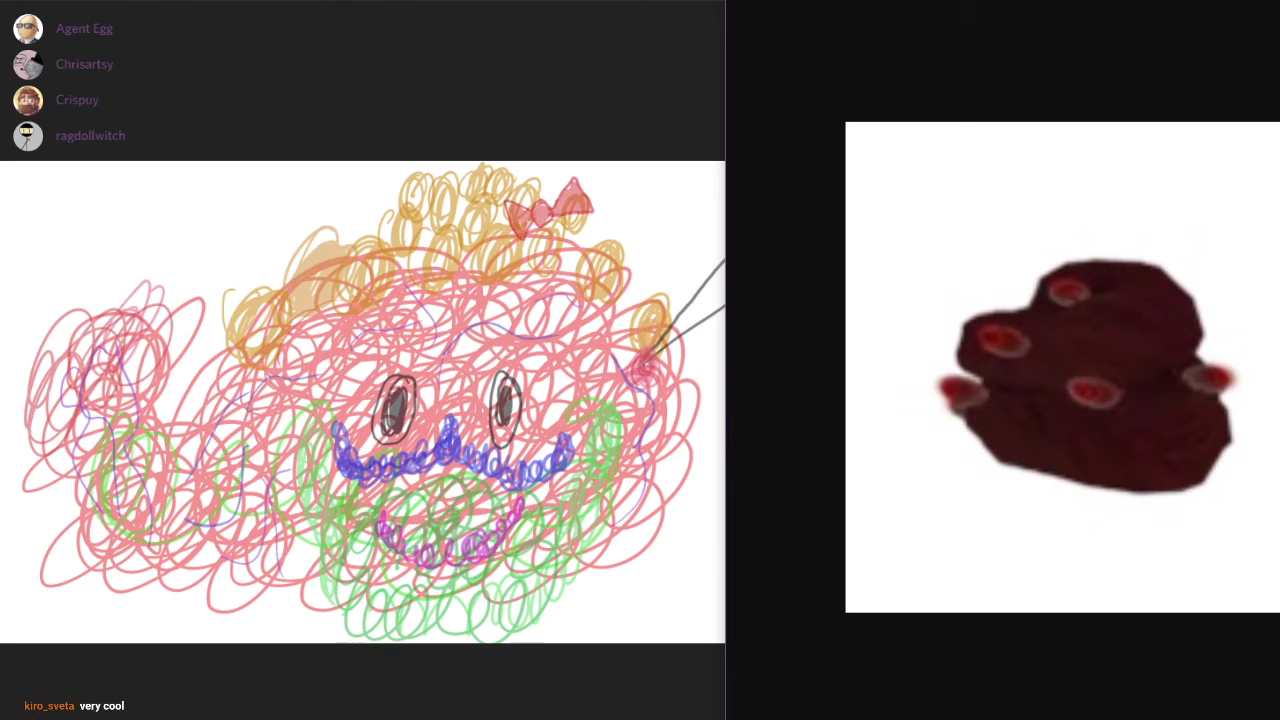 Agent Egg
Chrisartsy
Crispuy
ragdollwitch
kiro_sveta very cool